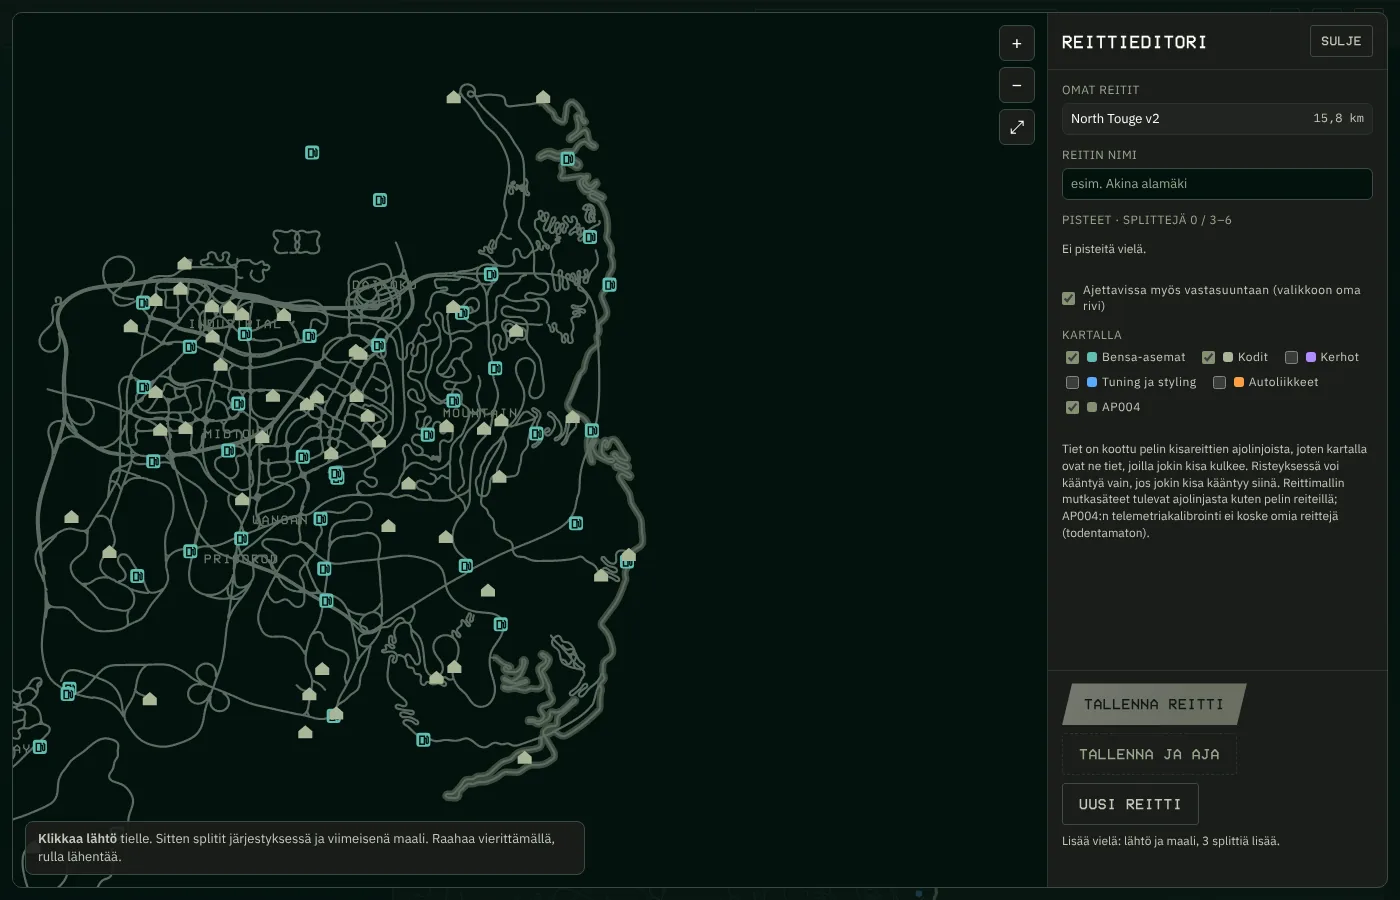 REITTIEDITORI
SULJE
OMAT REITIT
North Touge v2
15,8 km
REITIN NIMI
esim. Akina alamäki
PISTEET · SPLITTEJÄ 0 / 3–6
Ei pisteitä vielä.
Ajettavissa myös vastasuuntaan (valikkoon oma
rivi)
KARTALLA
Bensa-asemat
Kodit
Kerhot
Tuning ja styling
Autoliikkeet
AP004
Tiet on koottu pelin kisareittien ajolinjoista, joten kartalla
ovat ne tiet, joilla jokin kisa kulkee. Risteyksessä voi
kääntyä vain, jos jokin kisa kääntyy siinä. Reittimallin
mutkasäteet tulevat ajolinjasta kuten pelin reiteillä;
AP004:n telemetriakalibrointi ei koske omia reittejä
(todentamaton).
TALLENNA REITTI
TALLENNA JA AJA
UUSI REITTI
Lisää vielä: lähtö ja maali, 3 splittiä lisää.
+
−
DAIKOKU
INDUSTRIAL
MOUNTAIN
MIDTOWN
WANGAN
Klikkaa lähtö tielle. Sitten splitit järjestyksessä ja viimeisenä maali. Raahaa vierittämällä,
rulla lähentää.